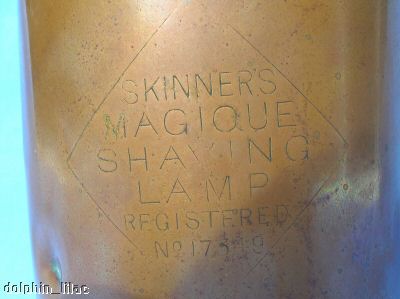 SKINNER'S
MAGIQUE
SHAVING
LAMP
REGISTERED
dolphin_lilac